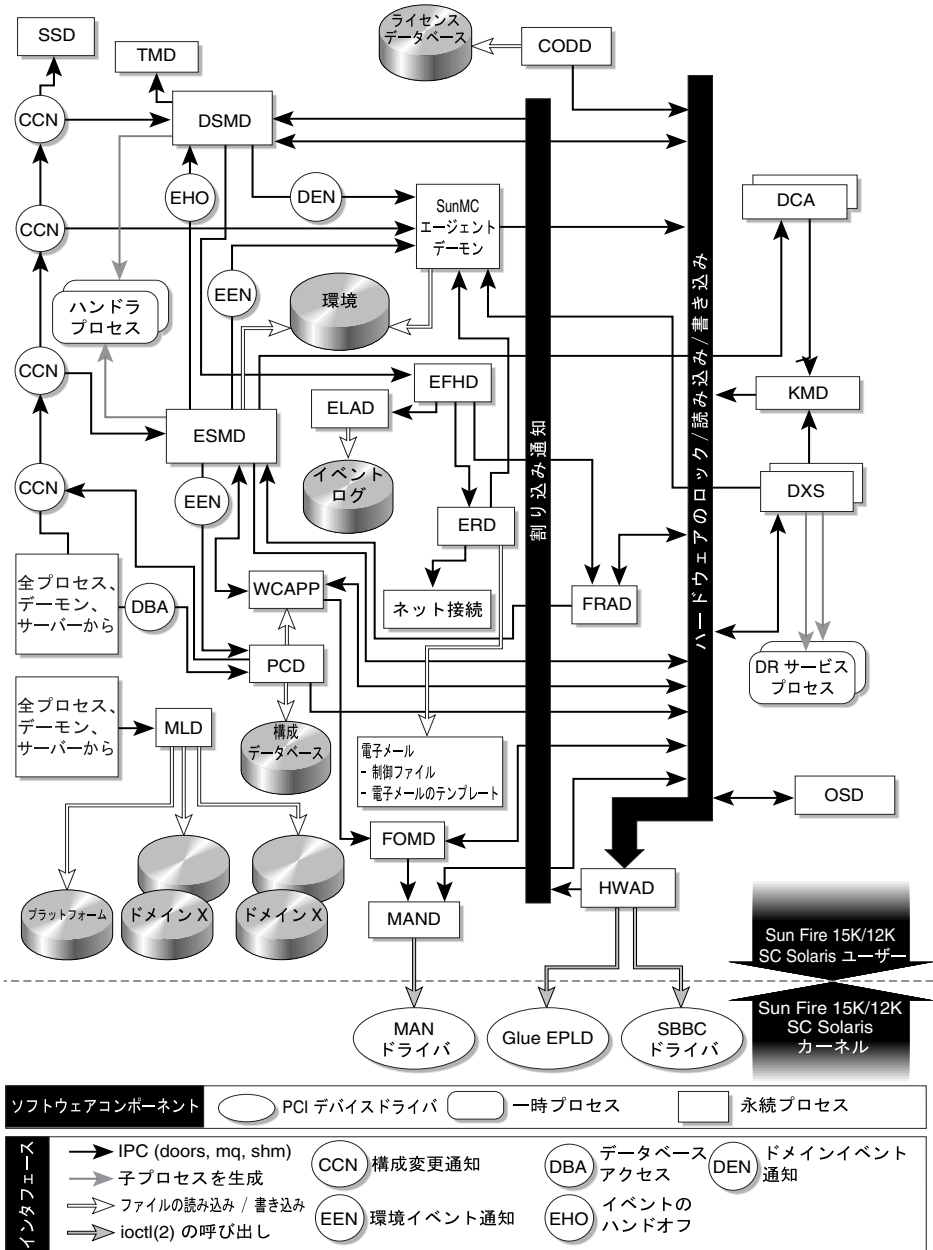 SSD
TMD
ライセンス
データベース
CODD
CCN
DSMD
EHO
DEN
SunMC
エージェント
デーモン
DCA
CCN
EEN
環境
ハンドラ
プロセス
CCN
EFHD
ELAD
KMD
ESMD
イベント
ログ
EEN
CCN
ERD
DXS
割り込み通知
ハードウェアのロック/読み込み/書き込み
全プロセス、
デーモン、
サーバーから
DBA
WCAPP
ネット接続
FRAD
PCD
DR サービス
プロセス
全プロセス、
デーモン、
サーバーから
MLD
構成
データベース
電子メール
- 制御ファイル
- 電子メールのテンプレート
OSD
FOMD
HWAD
プラットフォーム
ドメイン X
ドメイン X
MAND
Sun Fire 15K/12K
SC Solaris ユーザー
MAN
ドライバ
Glue EPLD
SBBC
ドライバ
Sun Fire 15K/12K
SC Solaris
カーネル
ソフトウェアコンポーネント
PCI デバイスドライバ
一時プロセス
永続プロセス
インタフェース
IPC (doors, mq, shm)
子プロセスを生成
ファイルの読み込み / 書き込み
ioctl(2) の呼び出し
CCN
構成変更通知
EEN
環境イベント通知
DBA
データベース
アクセス
EHO
イベントの
ハンドオフ
DEN
ドメインイベント
通知